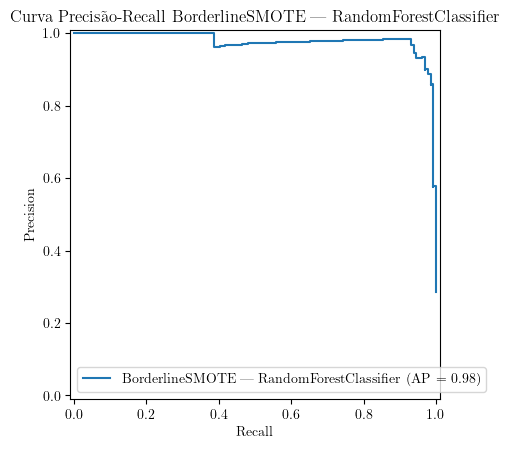 Curva Precisão-Recall BorderlineSMOTE — RandomForestClassifier
1.0
0.8
0.6
0.4
0.2
0.0
Precision
BorderlineSMOTE — RandomForestClassifier (AP = 0.98)
0.0 0.2 0.4 0.6 0.8 1.0
Recall